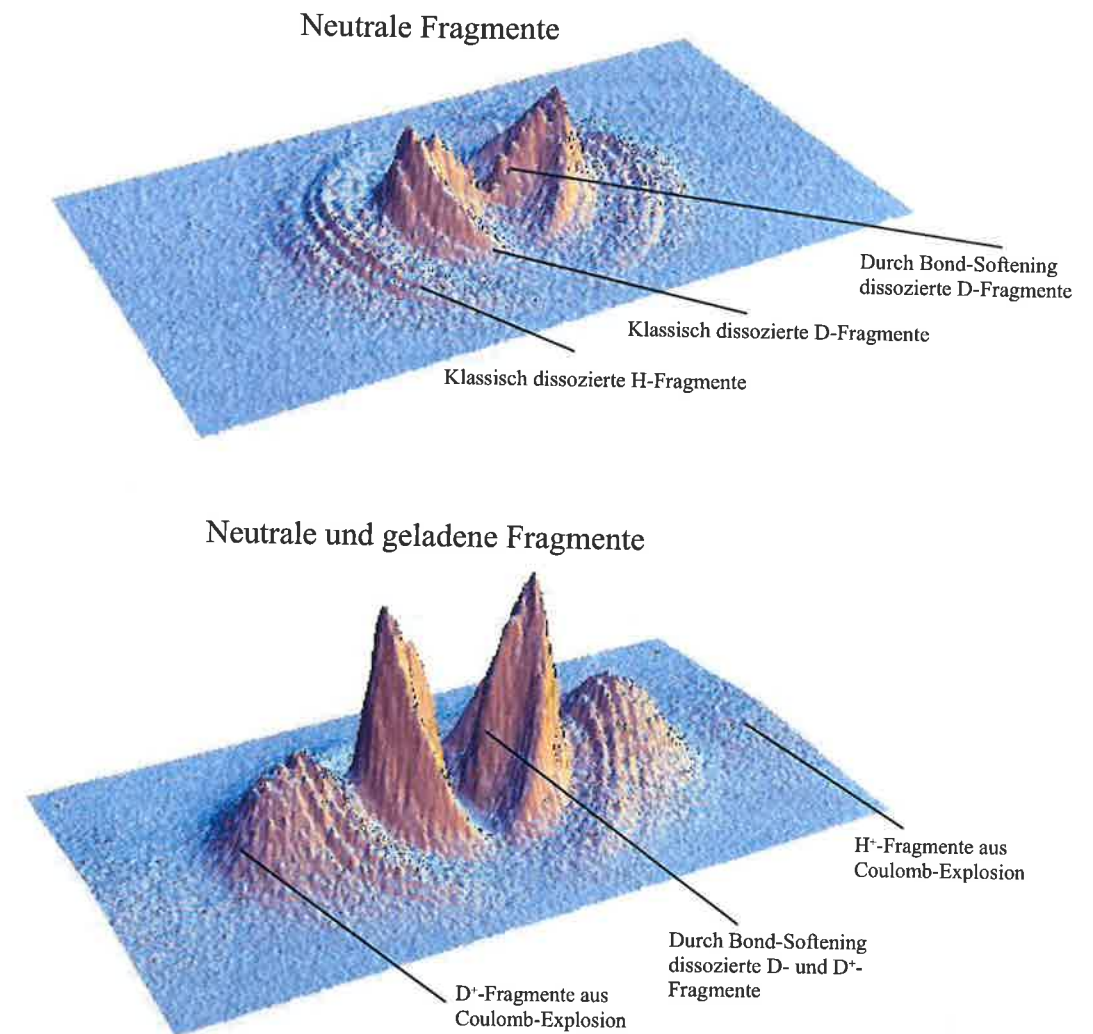 Neutrale Fragmente
Durch Bond-Softening
dissozierte D-Fragmente
Klassisch dissozierte D-Fragmente
Klassisch dissozierte H-Fragmente
Neutrale und geladene Fragmente
H⁺-Fragmente aus
Coulomb-Explosion
Durch Bond-Softening
dissozierte D- und D⁺-
Fragmente
D⁺-Fragmente aus
Coulomb-Explosion